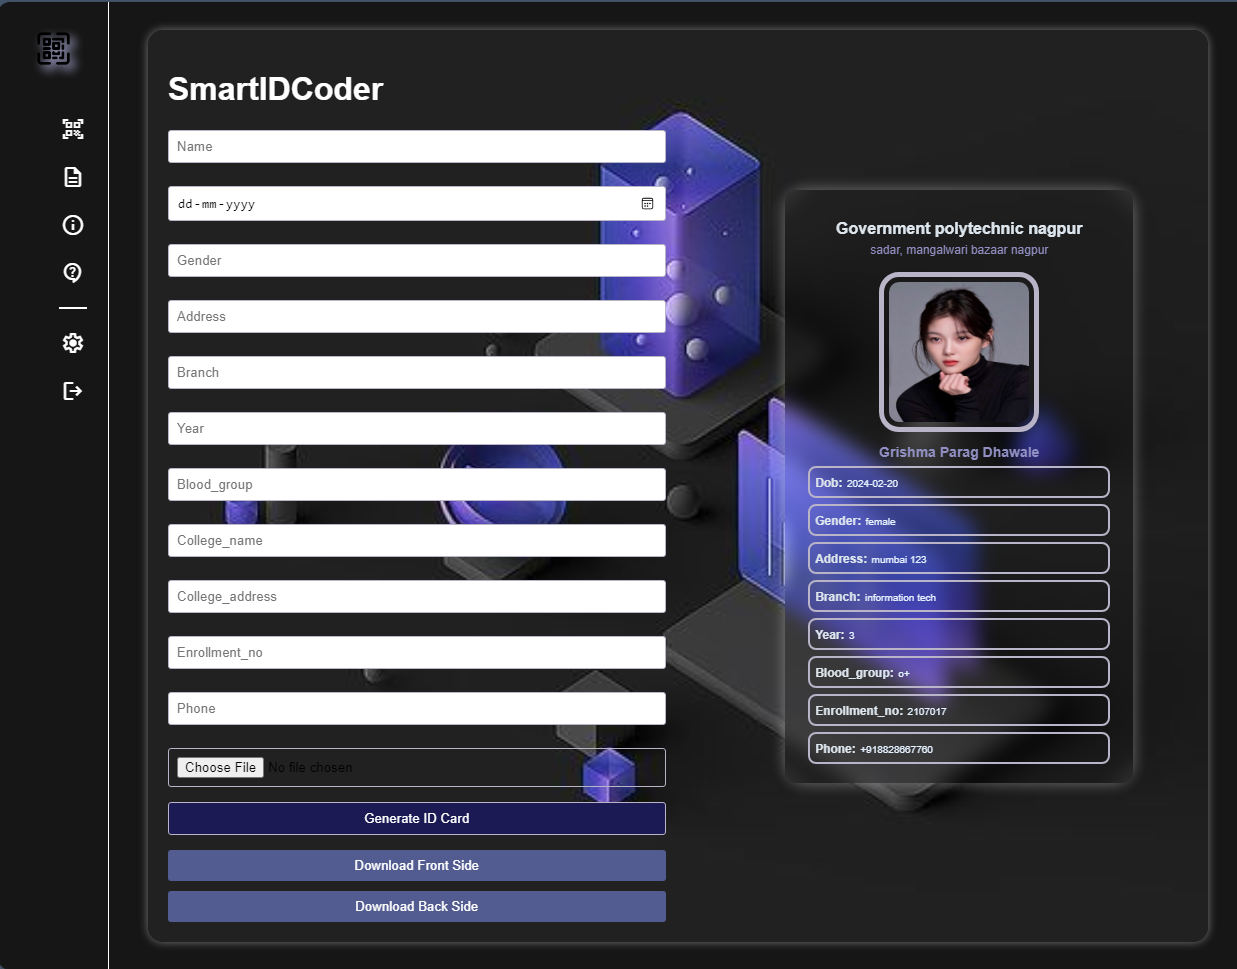 SmartIDCoder
Name
dd-mm-yyyy
Gender
Address
Branch
Year
Blood_group
College_name
College_address
Enrollment_no
Phone
Choose File No file chosen
Generate ID Card
Download Front Side
Download Back Side
Government polytechnic nagpur
sadar, mangalwari bazaar nagpur
Grishma Parag Dhawale
Dob: 2024-02-20
Gender: female
Address: mumbai 123
Branch: information tech
Year: 3
Blood_group: o+
Enrollment_no: 2107017
Phone: +918828667760